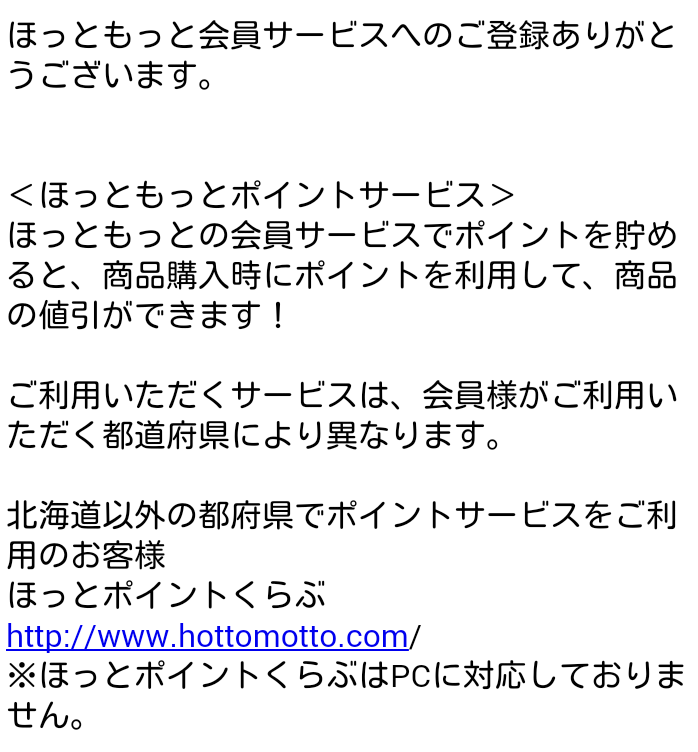 ほっともっと会員サービスへのご登録ありがと
うございます。
＜ほっともっとポイントサービス＞
ほっともっとの会員サービスでポイントを貯め
ると、商品購入時にポイントを利用して、商品
の値引ができます！
ご利用いただくサービスは、会員様がご利用い
ただく都道府県により異なります。
北海道以外の都府県でポイントサービスをご利
用のお客様
ほっとポイントくらぶ
http://www.hottomotto.com/
※ほっとポイントくらぶはPCに対応しておりま
せん。